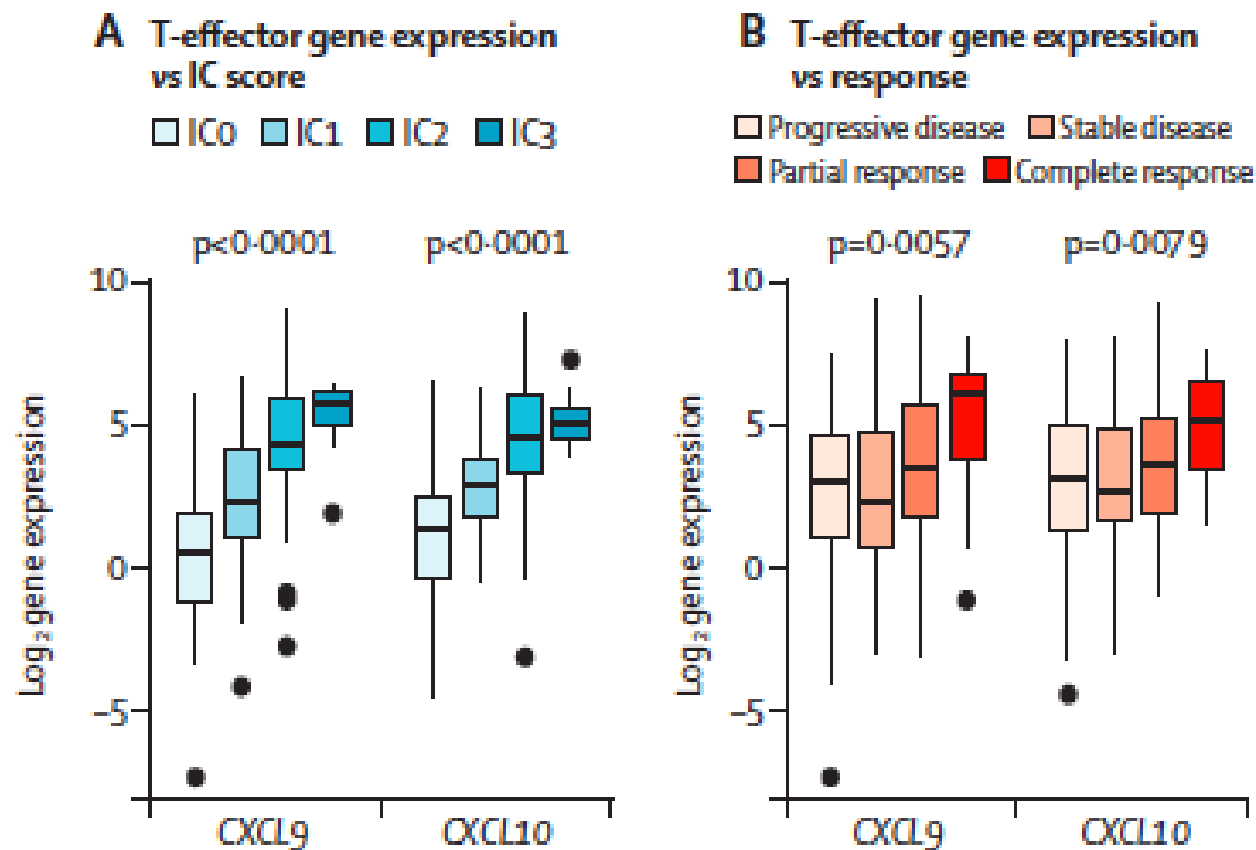 A T-effector gene expression
vs IC score
IC0 IC1 IC2 IC3
p<0·0001 p<0·0001
10
5
0
−5
Log₂ gene expression
CXCL9 CXCL10
B T-effector gene expression
vs response
Progressive disease Stable disease
Partial response Complete response
p=0·0057 p=0·0079
10
5
0
−5
Log₂ gene expression
CXCL9 CXCL10